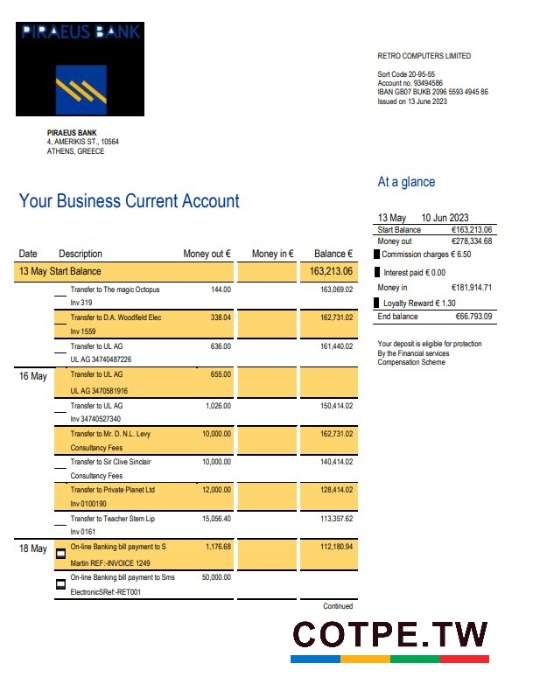 PIRAEUS BANK
RETRO COMPUTERS LIMITED
Sort Code 20-95-55
Account no. 93494586
IBAN GB07 BUKB 2096 5593 4945 86
Issued on 13 June 2023
PIRAEUS BANK
4, AMERIKIS ST., 10564
ATHENS, GREECE
At a glance
Your Business Current Account
13 May 10 Jun 2023
Start Balance €163,213.06
Money out €278,334.68
Commission charges € 6.50
Interest paid € 0.00
Money in €181,914.71
Loyalty Reward € 1.30
End balance €66.793.09
Your deposit is eligible for protection
By the Financial services
Compensation Scheme
Date Description Money out € Money in € Balance €
13 May Start Balance 163,213.06
Transfer to The magic Octopus 144.00 163,069.02
Inv 319
Transfer to D.A. Woodfield Elec 338.04 162,731.02
Inv 1559
Transfer to UL AG 636.00 161,440.02
UL AG 34740487226
16 May Transfer to UL AG 655.00
UL AG 3470581916
Transfer to UL AG 1,026.00 150,414.02
Inv 34740527340
Transfer to Mr. D. N.L. Levy 10,000.00 162,731.02
Consultancy Fees
Transfer to Sir Clive Sinclair 10,000.00 140,414.02
Consultancy Fees
Transfer to Private Planet Ltd 12,000.00 128,414.02
Inv 0100190
Transfer to Teacher Stem Lip 15,056.40 113,357.62
Inv 0161
18 May On-line Banking bill payment to S 1,176.68 112,180.94
Martin REF:-INVOICE 1249
On-line Banking bill payment to Sms 50,000.00
ElectronicSRef:-RET001
Continued
COTPE.TW